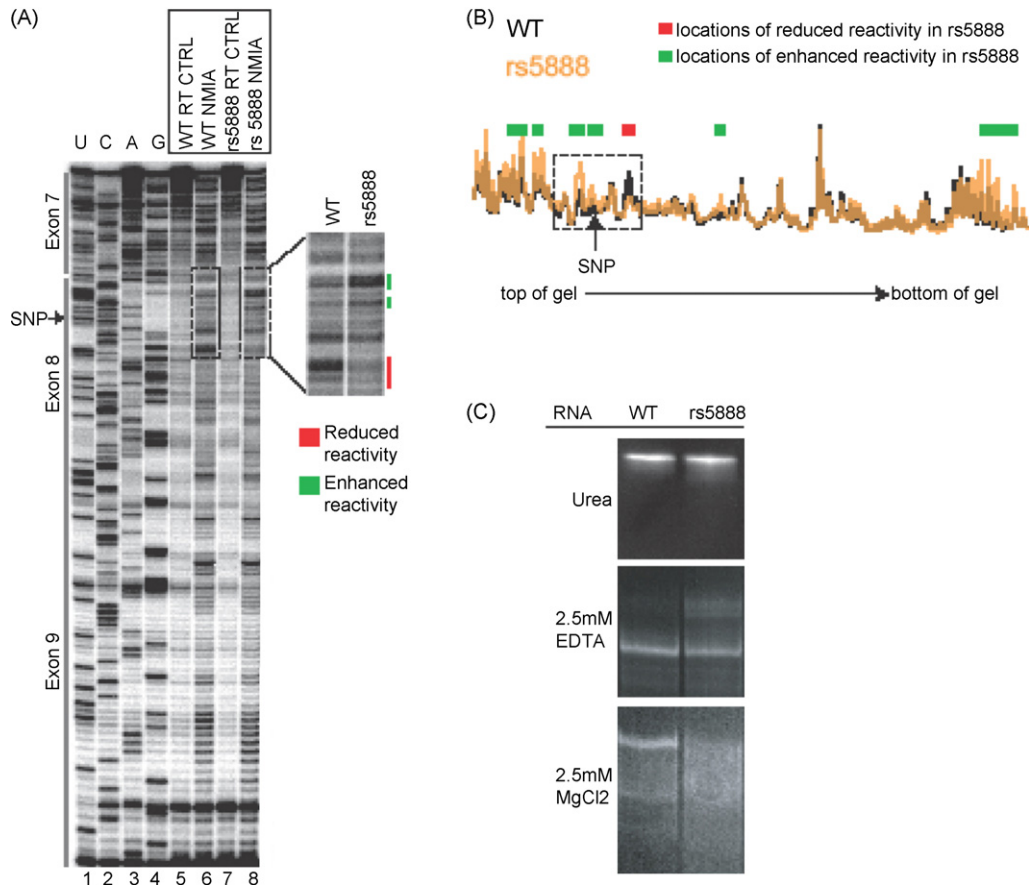 (A)
U C A G
WT RT CTRL
WT NMIA
rs5888 RT CTRL
rs 5888 NMIA
Exon 7
SNP
Exon 8
Exon 9
WT
rs5888
Reduced
reactivity
Enhanced
reactivity
1 2 3 4 5 6 7 8
(B)
WT
rs5888
locations of reduced reactivity in rs5888
locations of enhanced reactivity in rs5888
SNP
top of gel
bottom of gel
(C)
RNA WT rs5888
Urea
2.5mM
EDTA
2.5mM
MgCl2